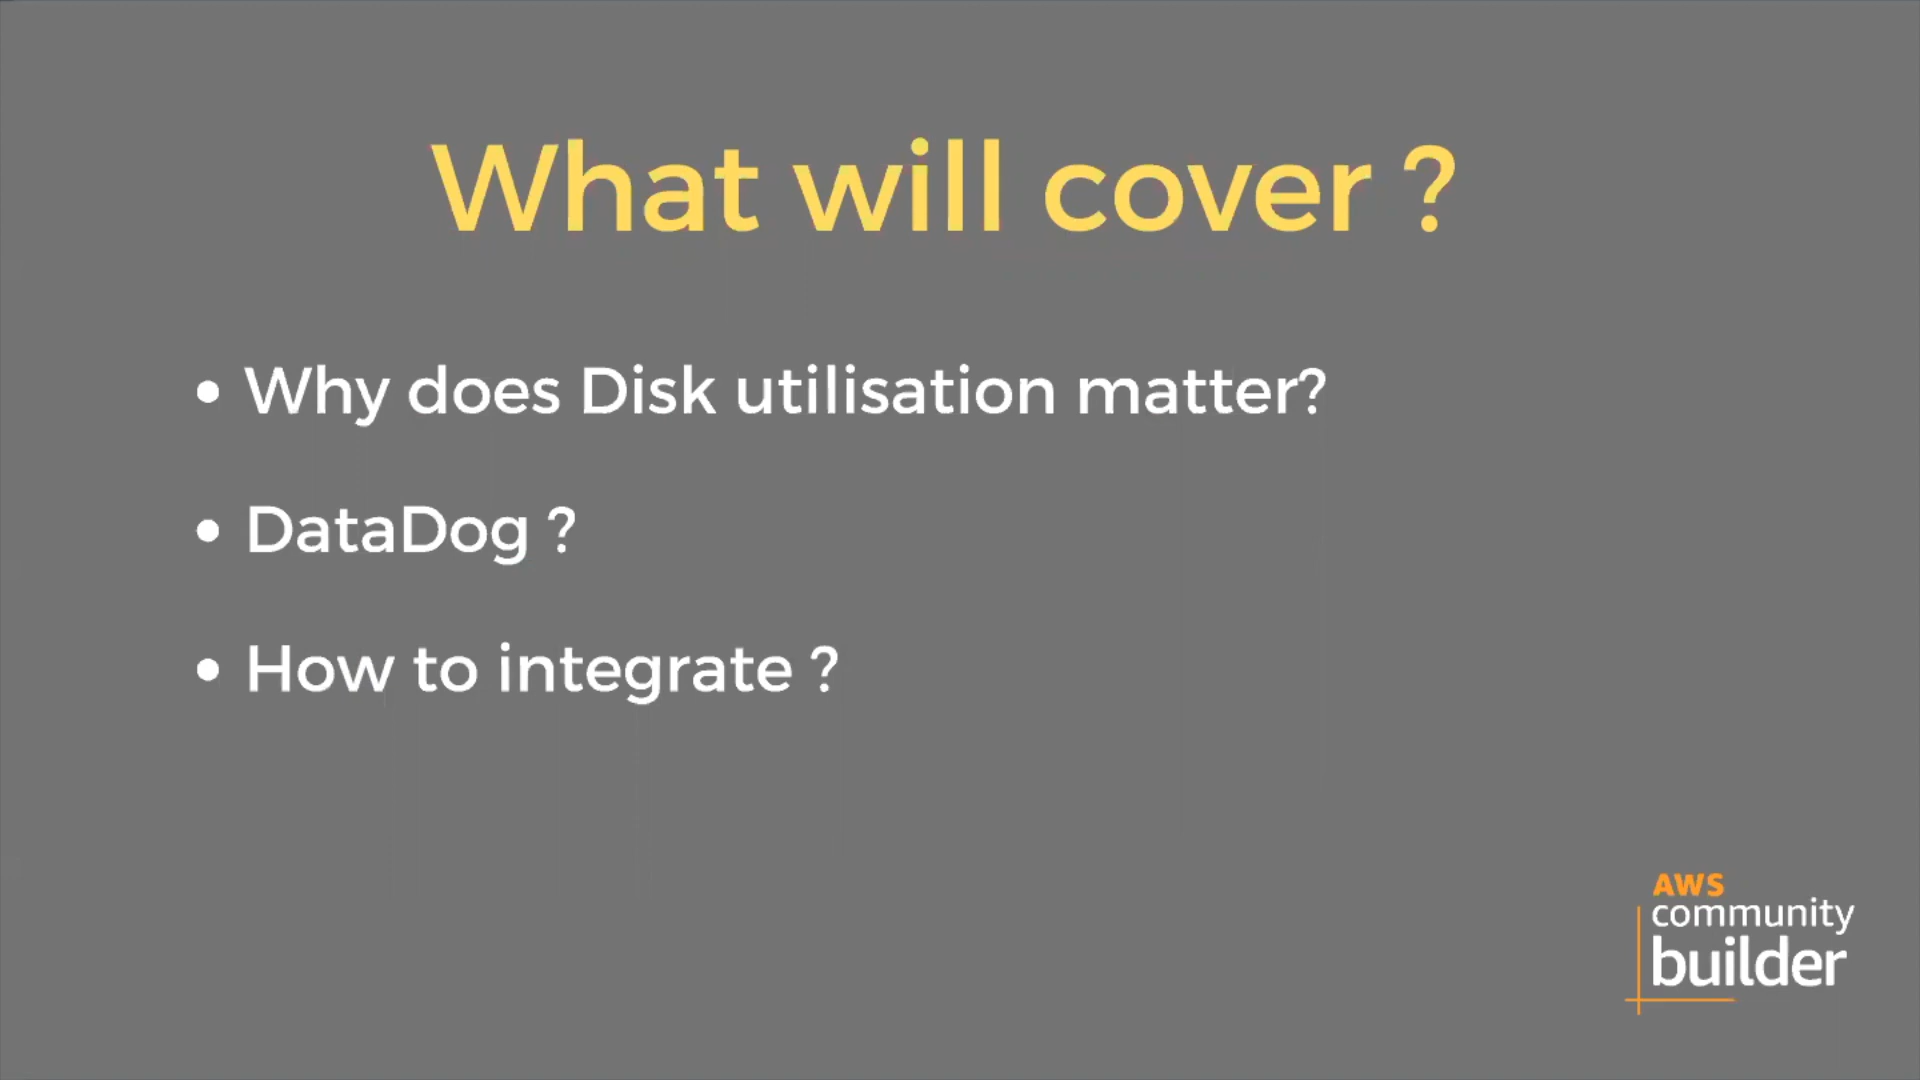 What will cover ?
• Why does Disk utilisation matter?
• DataDog ?
• How to integrate ?
AWS
community
builder